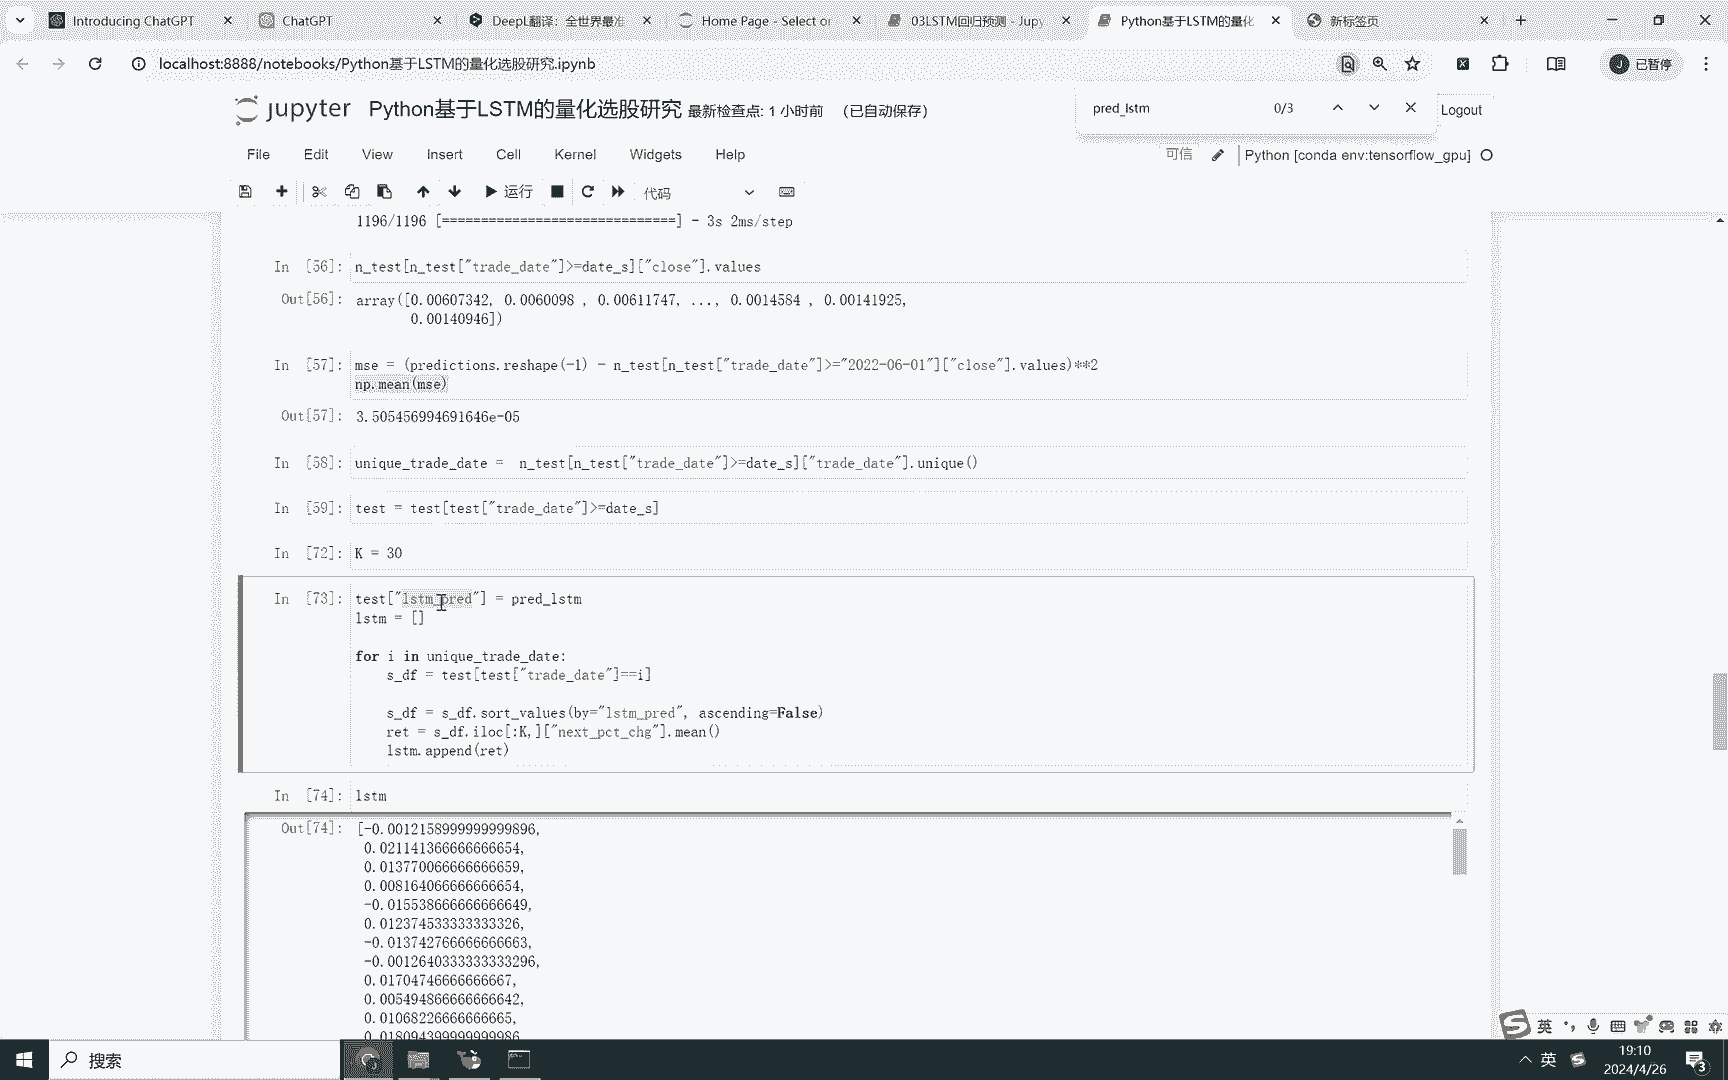 Introducing ChatGPT
ChatGPT
DeepL翻译：全世界最准
Home Page - Select or
03LSTM回归预测 - Jupy
Python基于LSTM的量化
新标签页
localhost:8888/notebooks/Python基于LSTM的量化选股研究.ipynb
已暂停
jupyter Python基于LSTM的量化选股研究 最新检查点: 1 小时前 (已自动保存)
pred_lstm 0/3
Logout
File Edit View Insert Cell Kernel Widgets Help
可信 Python [conda env:tensorflow_gpu]
运行 代码
1196/1196 [==============================] - 3s 2ms/step
In [56]: n_test[n_test["trade_date"]>=date_s]["close"].values
Out[56]: array([0.00607342, 0.0060098 , 0.00611747, ..., 0.0014584 , 0.00141925,
0.00140946])
In [57]: mse = (predictions.reshape(-1) - n_test[n_test["trade_date"]>="2022-06-01"]["close"].values)**2
np.mean(mse)
Out[57]: 3.505456994691646e-05
In [58]: unique_trade_date =  n_test[n_test["trade_date"]>=date_s]["trade_date"].unique()
In [59]: test = test[test["trade_date"]>=date_s]
In [72]: K = 30
In [73]: test["lstm_pred"] = pred_lstm
lstm = []
for i in unique_trade_date:
s_df = test[test["trade_date"]==i]
s_df = s_df.sort_values(by="lstm_pred", ascending=False)
ret = s_df.iloc[:K,]["next_pct_chg"].mean()
lstm.append(ret)
In [74]: lstm
Out[74]: [-0.0012158999999999896,
0.021141366666666654,
0.013770066666666659,
0.008164066666666654,
-0.015538666666666649,
0.012374533333333326,
-0.013742766666666663,
-0.0012640333333333296,
0.01704746666666667,
0.005494866666666642,
0.01068226666666665,
0.018094399999999986
英
搜索
英
19:10
2024/4/26
3